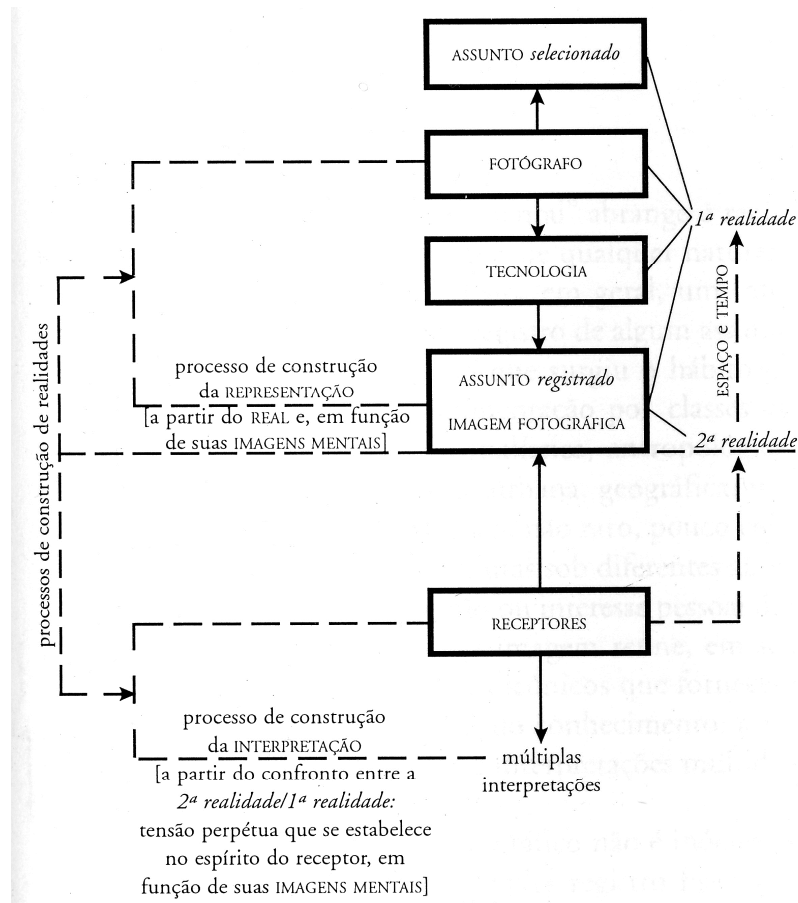 ASSUNTO selecionado
FOTÓGRAFO
1ª realidade
TECNOLOGIA
ESPAÇO e TEMPO
processos de construção de realidades
processo de construção
da REPRESENTAÇÃO
[a partir do REAL e, em função
de suas IMAGENS MENTAIS]
ASSUNTO registrado
IMAGEM FOTOGRÁFICA
2ª realidade
RECEPTORES
processo de construção
da INTERPRETAÇÃO
[a partir do confronto entre a
2ª realidade/1ª realidade:
tensão perpétua que se estabelece
no espírito do receptor, em
função de suas IMAGENS MENTAIS]
múltiplas
interpretações